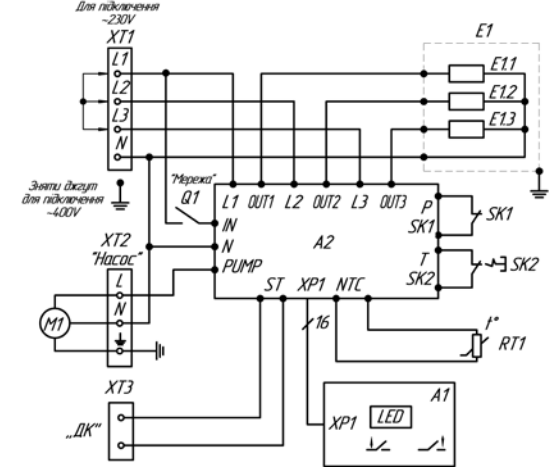 Для підключення
~230V
XT1
L1
L2
L3
N
Зняти джгут
для підключення
~400V
E1
E1.1
E1.2
E1.3
"Мережа"
Q1
L1 OUT1 L2 OUT2 L3 OUT3
IN
N
PUMP
A2
P
SK1
T
SK2
ST XP1 NTC
SK1
SK2
XT2
"Насос"
L
N
M1
16
t°
RT1
XT3
„ДК"
A1
XP1
LED